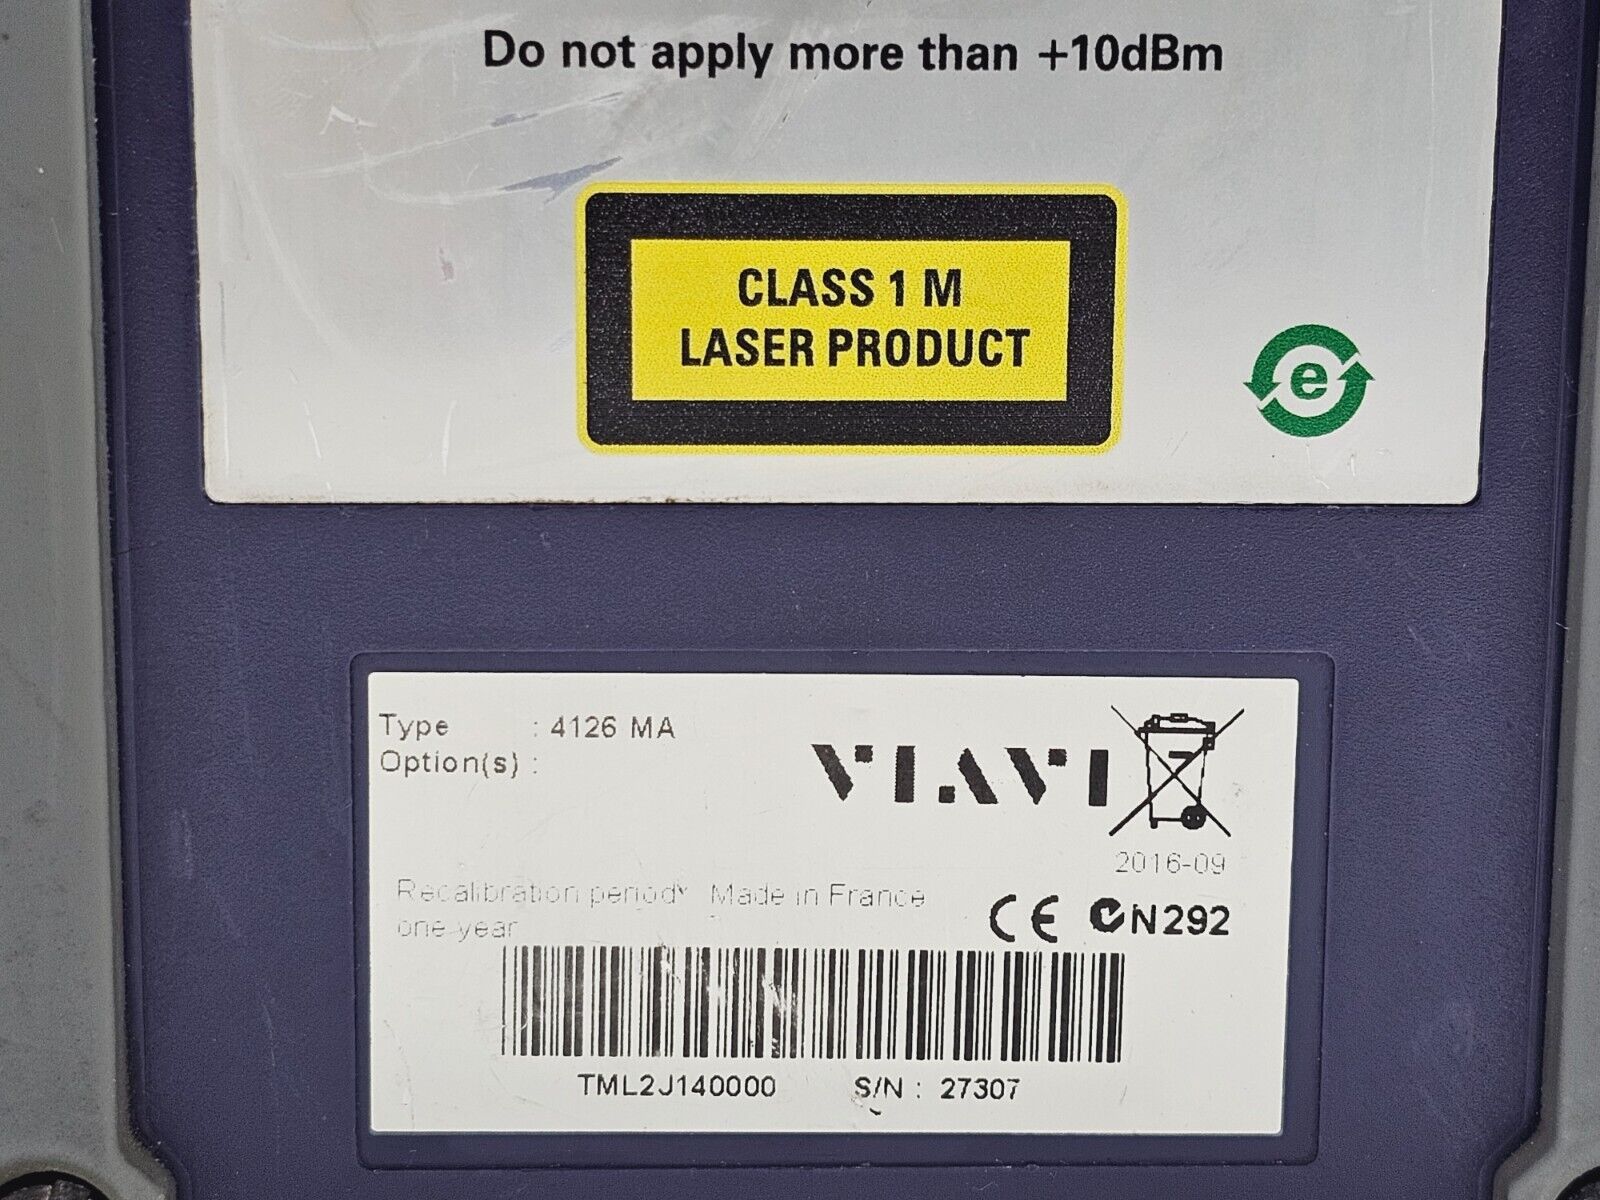 Do not apply more than +10dBm
CLASS 1 M
LASER PRODUCT
e
Type : 4126 MA
Option(s) :
VIAVI
2016-09
Recalibration period Made in France
one year
CE N292
TML2J140000 S/N : 27307